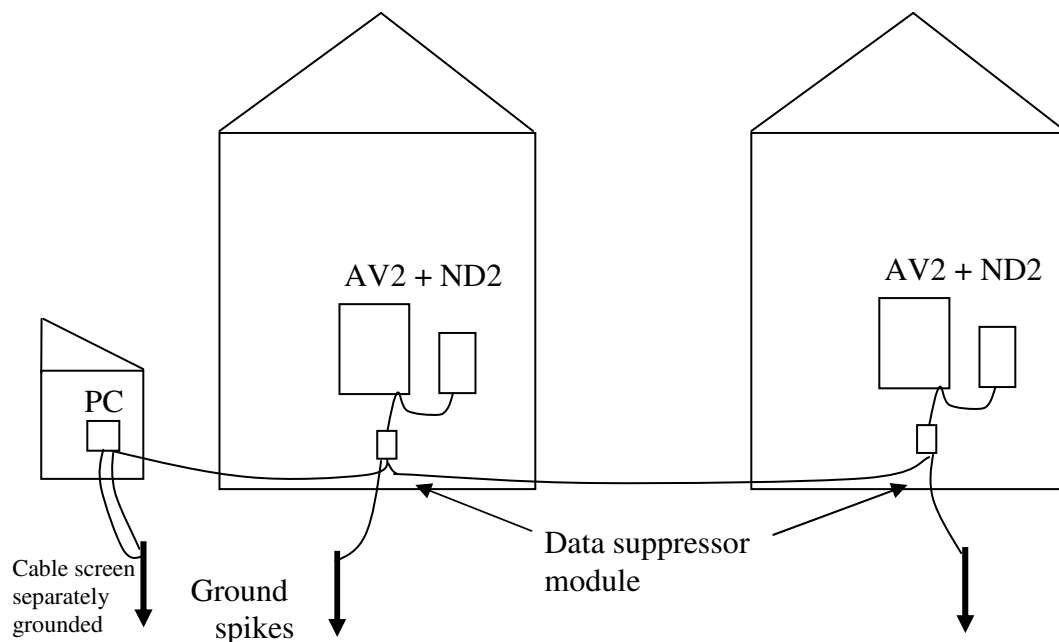 AV2 + ND2
AV2 + ND2
PC
Data suppressor
module
Cable screen
separately
grounded
Ground
spikes